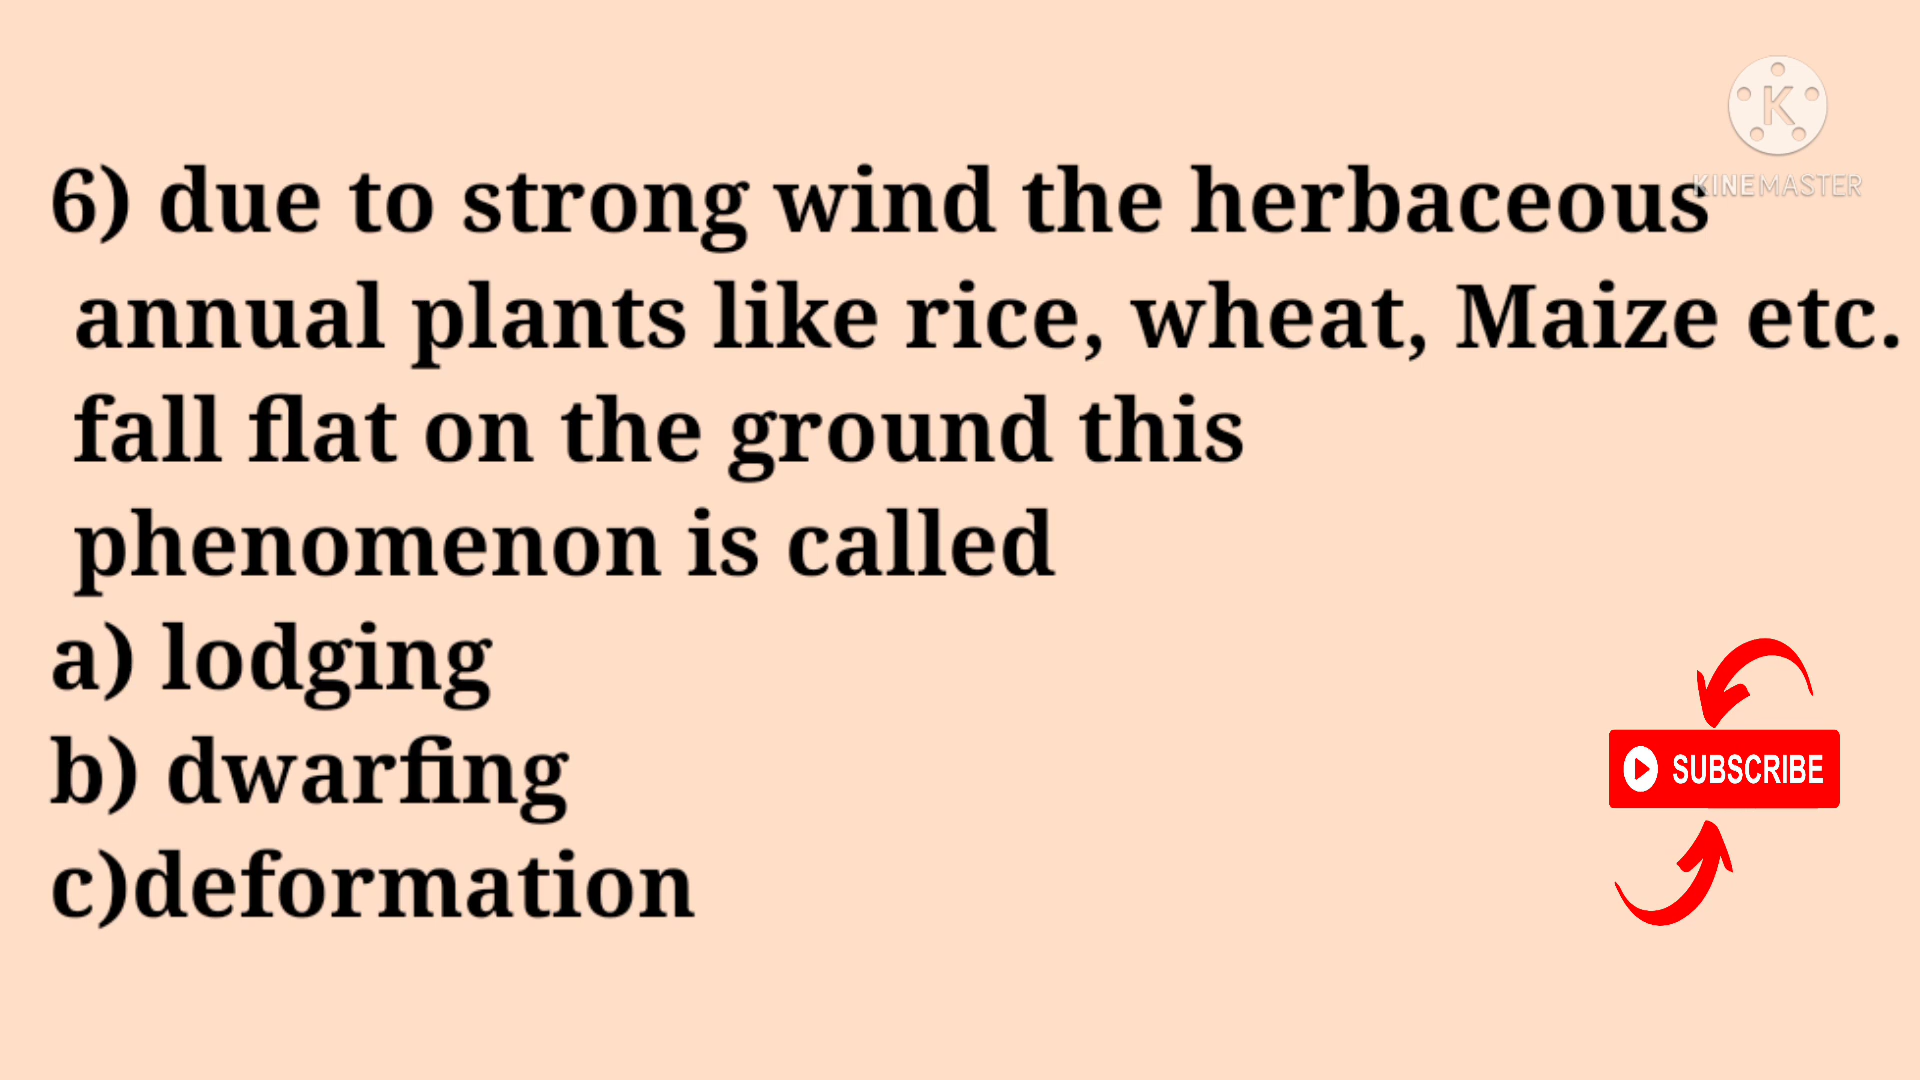 K
KINEMASTER
6) due to strong wind the herbaceous
annual plants like rice, wheat, Maize etc.
fall flat on the ground this
phenomenon is called
a) lodging
b) dwarfing
c)deformation
SUBSCRIBE